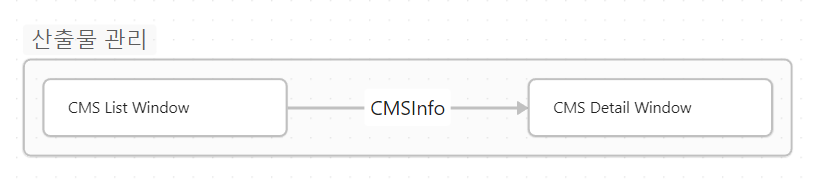 산출물 관리
CMS List Window
CMSInfo
CMS Detail Window